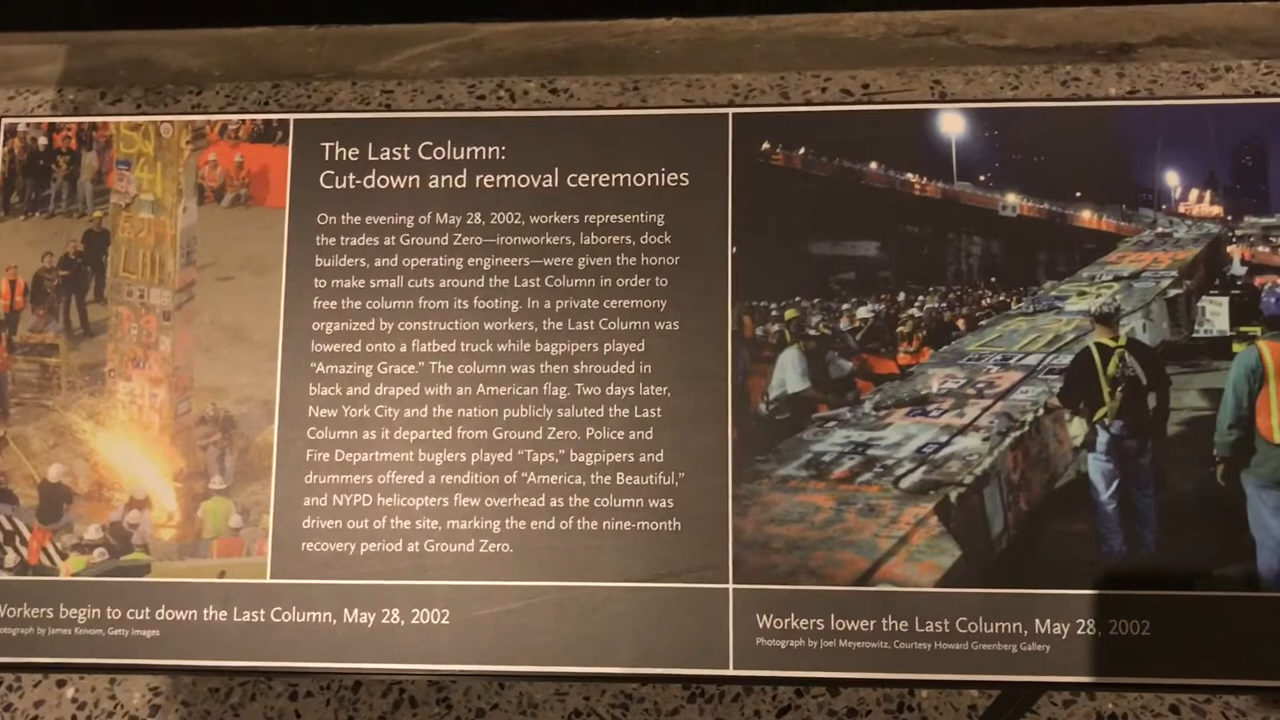 The Last Column:
Cut-down and removal ceremonies
On the evening of May 28, 2002, workers representing
the trades at Ground Zero—ironworkers, laborers, dock
builders, and operating engineers—were given the honor
to make small cuts around the Last Column in order to
free the column from its footing. In a private ceremony
organized by construction workers, the Last Column was
lowered onto a flatbed truck while bagpipers played
“Amazing Grace.” The column was then shrouded in
black and draped with an American flag. Two days later,
New York City and the nation publicly saluted the Last
Column as it departed from Ground Zero. Police and
Fire Department buglers played “Taps,” bagpipers and
drummers offered a rendition of “America, the Beautiful,”
and NYPD helicopters flew overhead as the column was
driven out of the site, marking the end of the nine-month
recovery period at Ground Zero.
Workers begin to cut down the Last Column, May 28, 2002
otograph by James Keivom, Getty Images
Workers lower the Last Column, May 28, 2002
Photograph by Joel Meyerowitz, Courtesy Howard Greenberg Gallery
SQ
41